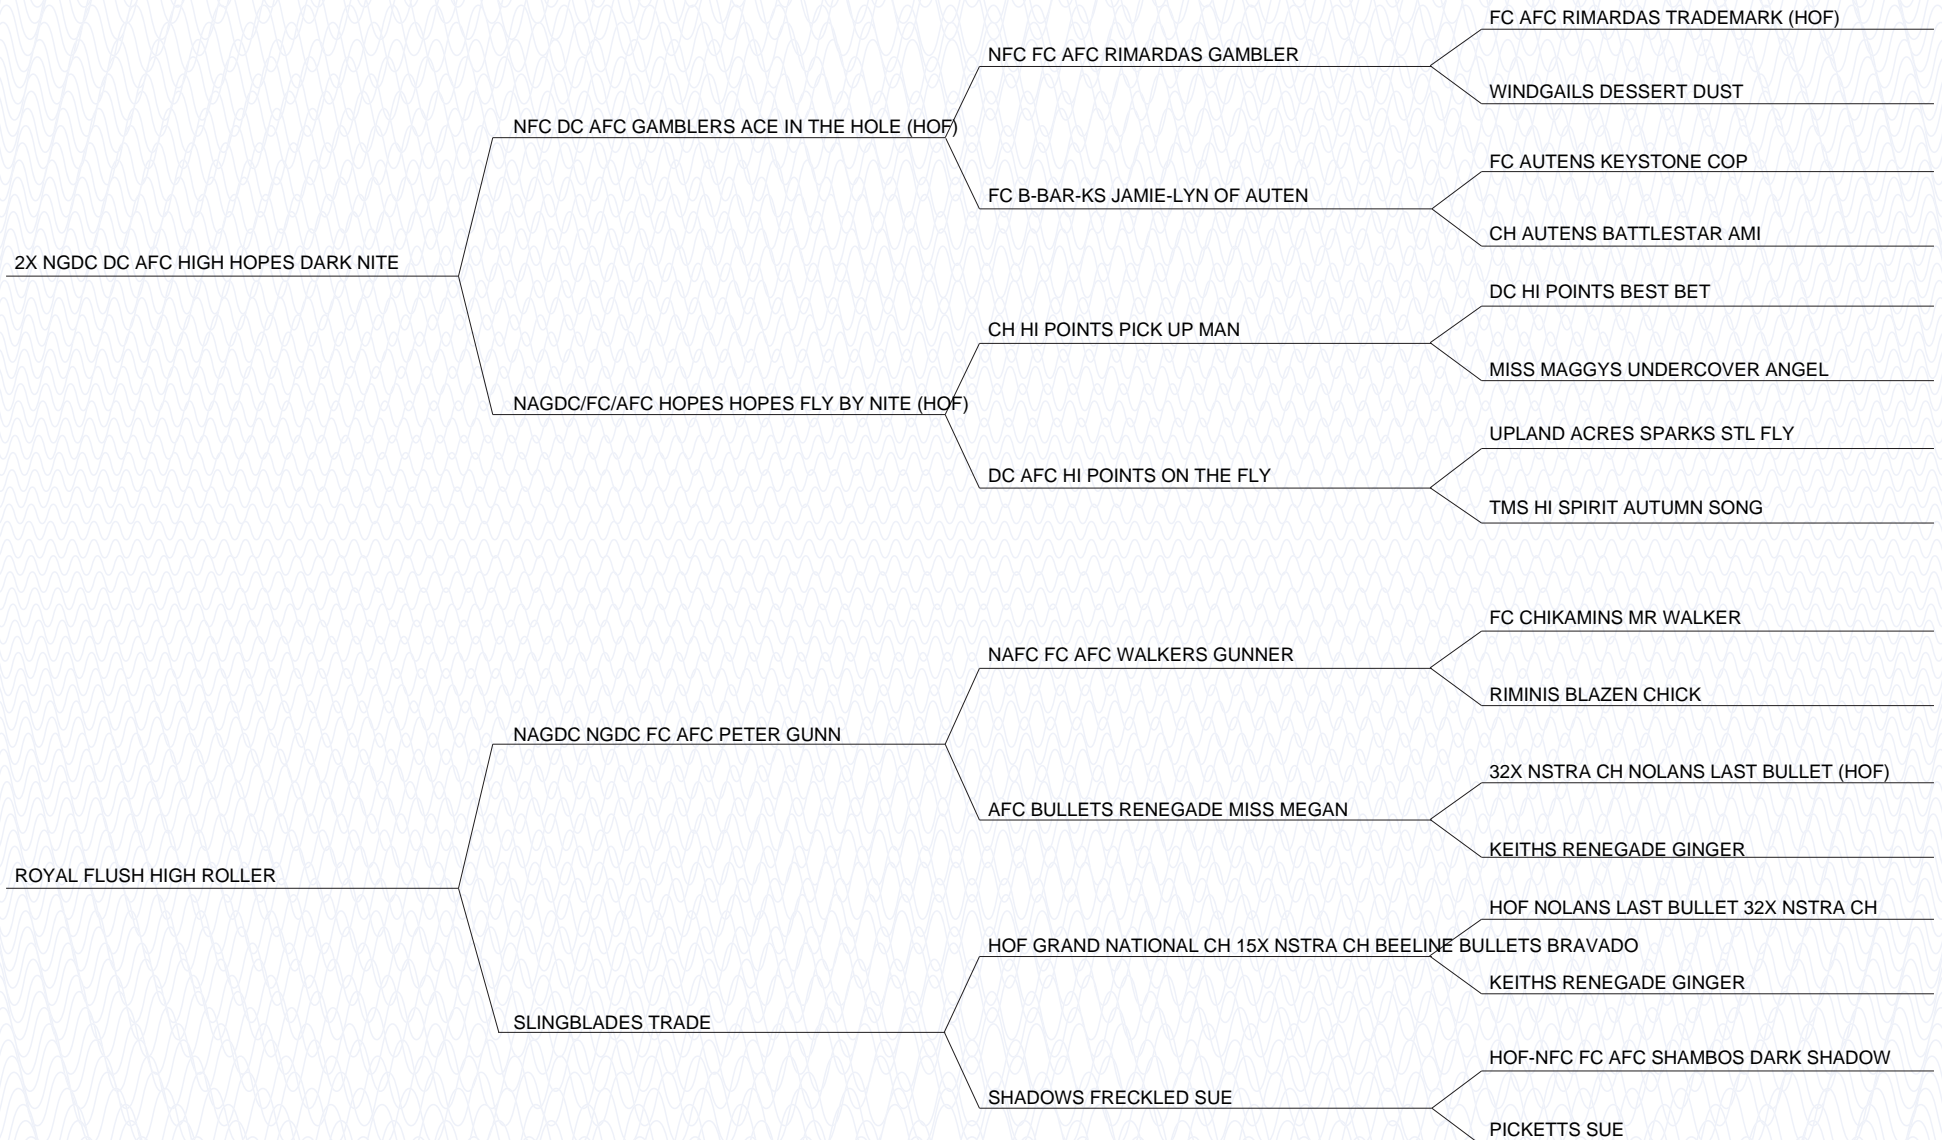 FC AFC RIMARDAS TRADEMARK (HOF)
NFC FC AFC RIMARDAS GAMBLER
WINDGAILS DESSERT DUST
NFC DC AFC GAMBLERS ACE IN THE HOLE (HOF)
FC AUTENS KEYSTONE COP
FC B-BAR-KS JAMIE-LYN OF AUTEN
CH AUTENS BATTLESTAR AMI
2X NGDC DC AFC HIGH HOPES DARK NITE
DC HI POINTS BEST BET
CH HI POINTS PICK UP MAN
MISS MAGGYS UNDERCOVER ANGEL
NAGDC/FC/AFC HOPES HOPES FLY BY NITE (HOF)
UPLAND ACRES SPARKS STL FLY
DC AFC HI POINTS ON THE FLY
TMS HI SPIRIT AUTUMN SONG
FC CHIKAMINS MR WALKER
NAFC FC AFC WALKERS GUNNER
RIMINIS BLAZEN CHICK
NAGDC NGDC FC AFC PETER GUNN
32X NSTRA CH NOLANS LAST BULLET (HOF)
AFC BULLETS RENEGADE MISS MEGAN
KEITHS RENEGADE GINGER
ROYAL FLUSH HIGH ROLLER
HOF NOLANS LAST BULLET 32X NSTRA CH
HOF GRAND NATIONAL CH 15X NSTRA CH BEELINE BULLETS BRAVADO
KEITHS RENEGADE GINGER
SLINGBLADES TRADE
HOF-NFC FC AFC SHAMBOS DARK SHADOW
SHADOWS FRECKLED SUE
PICKETTS SUE